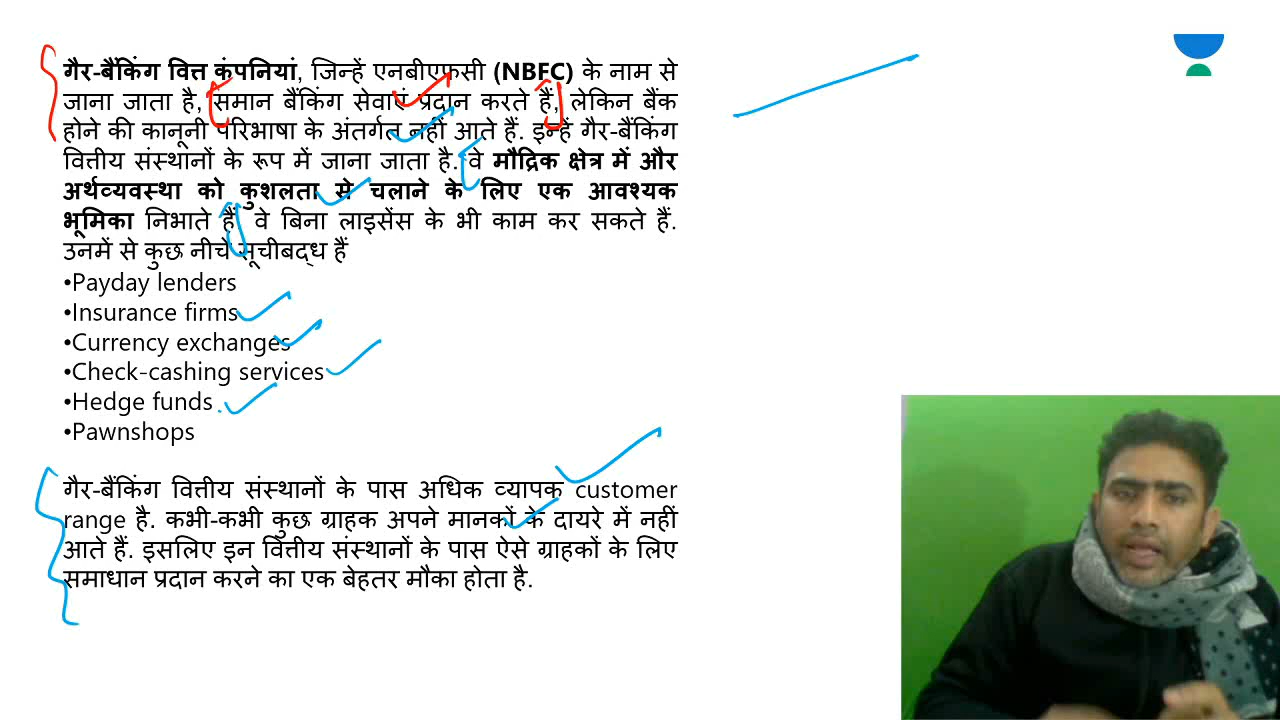 गैर-बैंकिंग वित्त कंपनियां, जिन्हें एनबीएफसी (NBFC) के नाम से
जाना जाता है, समान बैंकिंग सेवाएं प्रदान करते हैं, लेकिन बैंक
होने की कानूनी परिभाषा के अंतर्गत नहीं आते हैं. इन्हें गैर-बैंकिंग
वित्तीय संस्थानों के रूप में जाना जाता है. वे मौद्रिक क्षेत्र में और
अर्थव्यवस्था को कुशलता से चलाने के लिए एक आवश्यक
भूमिका निभाते हैं. वे बिना लाइसेंस के भी काम कर सकते हैं.
उनमें से कुछ नीचे सूचीबद्ध हैं
•Payday lenders
•Insurance firms
•Currency exchanges
•Check-cashing services
•Hedge funds
•Pawnshops
गैर-बैंकिंग वित्तीय संस्थानों के पास अधिक व्यापक customer
range है. कभी-कभी कुछ ग्राहक अपने मानकों के दायरे में नहीं
आते हैं. इसलिए इन वित्तीय संस्थानों के पास ऐसे ग्राहकों के लिए
समाधान प्रदान करने का एक बेहतर मौका होता है.